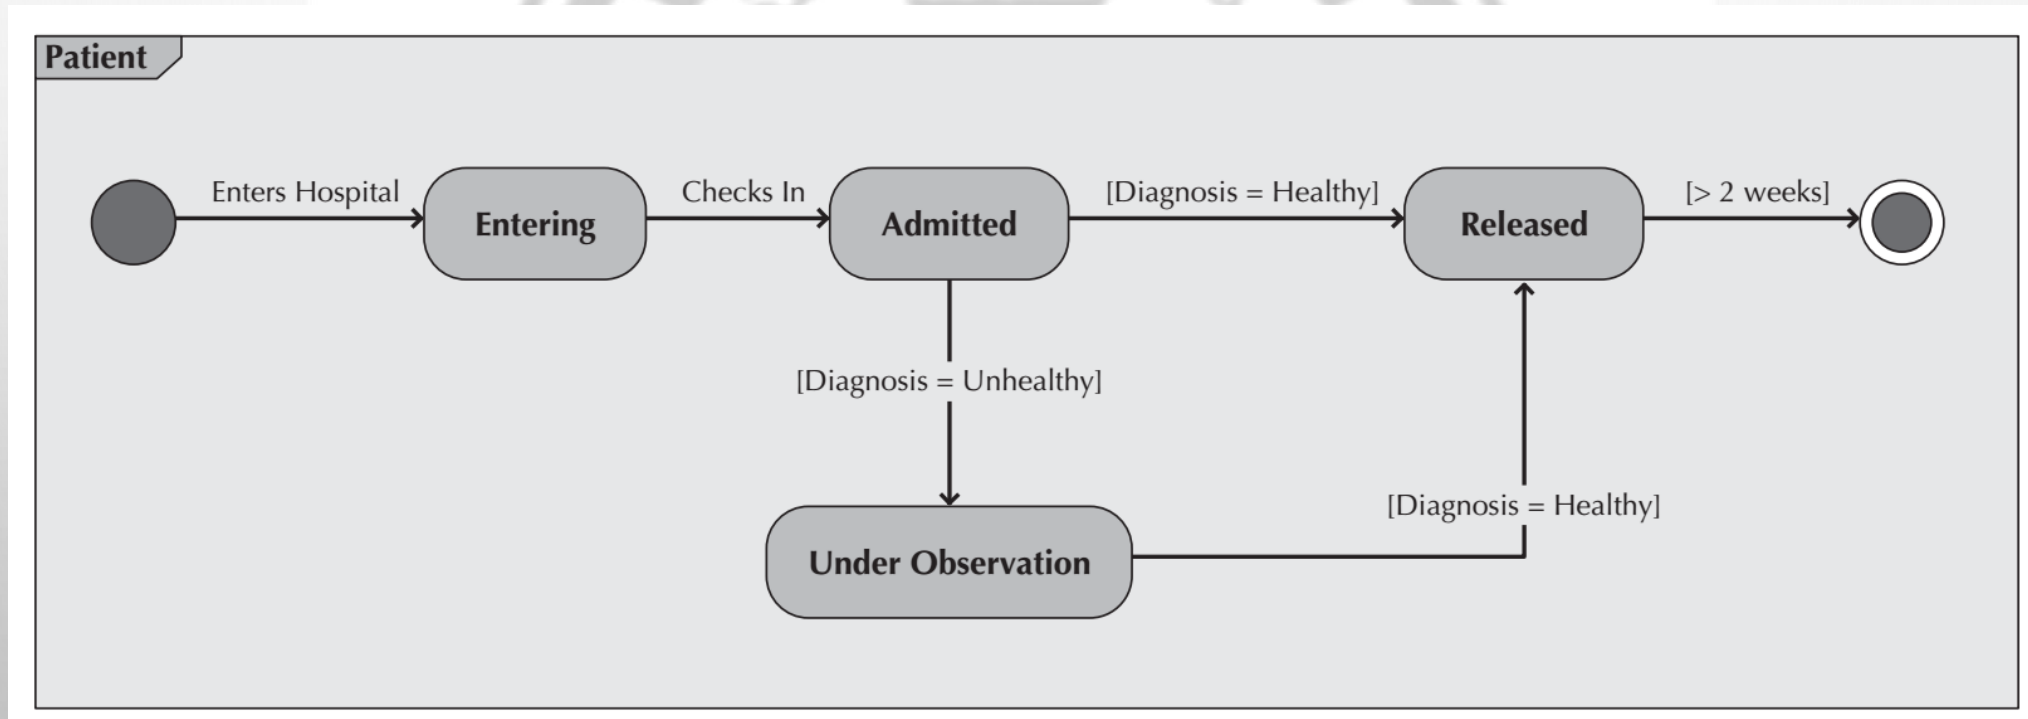 Patient
Enters Hospital
Entering
Checks In
Admitted
[Diagnosis = Healthy]
Released
[> 2 weeks]
[Diagnosis = Unhealthy]
[Diagnosis = Healthy]
Under Observation